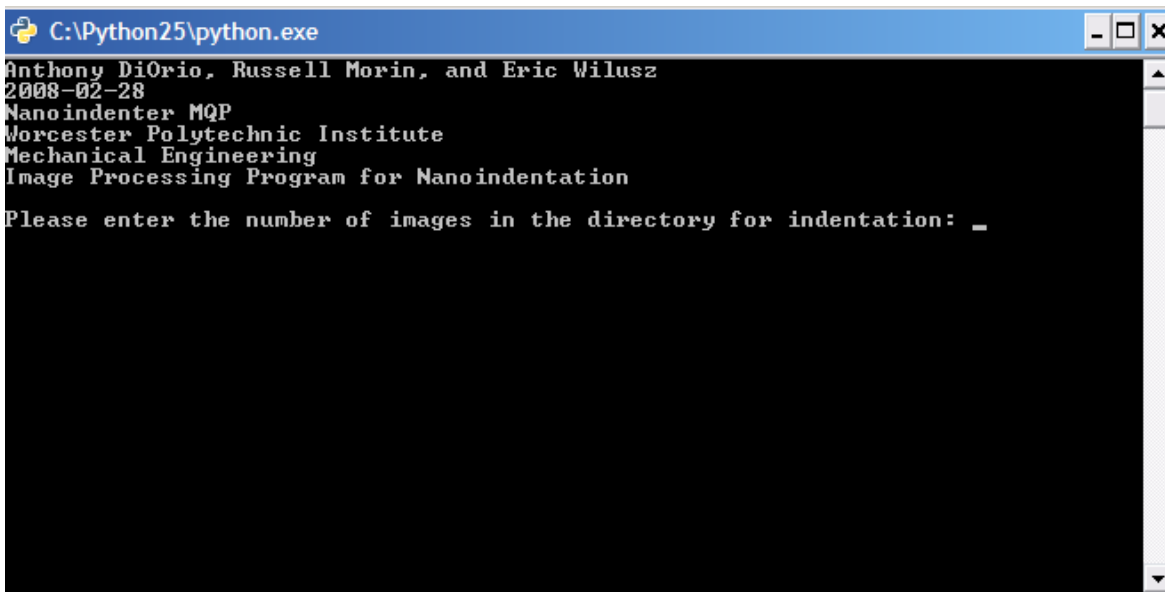 C:\Python25\python.exe
Anthony DiOrio, Russell Morin, and Eric Wilusz
2008-02-28
Nanoindenter MQP
Worcester Polytechnic Institute
Mechanical Engineering
Image Processing Program for Nanoindentation
Please enter the number of images in the directory for indentation: _